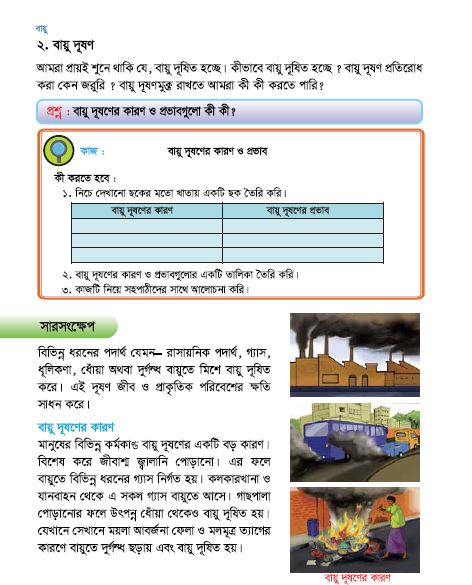 বায়ু
২. বায়ু দূষণ
আমরা প্রায়ই শুনে থাকি যে, বায়ু দূষিত হচ্ছে। কীভাবে বায়ু দূষিত হচ্ছে ? বায়ু দূষণ প্রতিরোধ
করা কেন জরুরি ? বায়ু দূষণমুক্ত রাখতে আমরা কী কী করতে পারি?
প্রশ্ন : বায়ু দূষণের কারণ ও প্রভাবগুলো কী কী?
কাজ : বায়ু দূষণের কারণ ও প্রভাব
কী করতে হবে :
১. নিচে দেখানো ছকের মতো খাতায় একটি ছক তৈরি করি।
বায়ু দূষণের কারণ বায়ু দূষণের প্রভাব
২. বায়ু দূষণের কারণ ও প্রভাবগুলোর একটি তালিকা তৈরি করি।
৩. কাজটি নিয়ে সহপাঠীদের সাথে আলোচনা করি।
সারসংক্ষেপ
বিভিন্ন ধরনের পদার্থ যেমন– রাসায়নিক পদার্থ, গ্যাস,
ধূলিকণা, ধোঁয়া অথবা দুর্গন্ধ বায়ুতে মিশে বায়ু দূষিত
করে। এই দূষণ জীব ও প্রাকৃতিক পরিবেশের ক্ষতি
সাধন করে।
বায়ু দূষণের কারণ
মানুষের বিভিন্ন কর্মকান্ড বায়ু দূষণের একটি বড় কারণ।
বিশেষ করে জীবাশ্ম জ্বালানি পোড়ানো। এর ফলে
বায়ুতে বিভিন্ন ধরনের গ্যাস নির্গত হয়। কলকারখানা ও
যানবাহন থেকে এ সকল গ্যাস বায়ুতে আসে। গাছপালা
পোড়ানোর ফলে উৎপন্ন ধোঁয়া থেকেও বায়ু দূষিত হয়।
যেখানে সেখানে ময়লা আবর্জনা ফেলা ও মলমূত্র ত্যাগের
কারণে বায়ুতে দুর্গন্ধ ছড়ায় এবং বায়ু দূষিত হয়।
বায়ু দূষণের কারণ